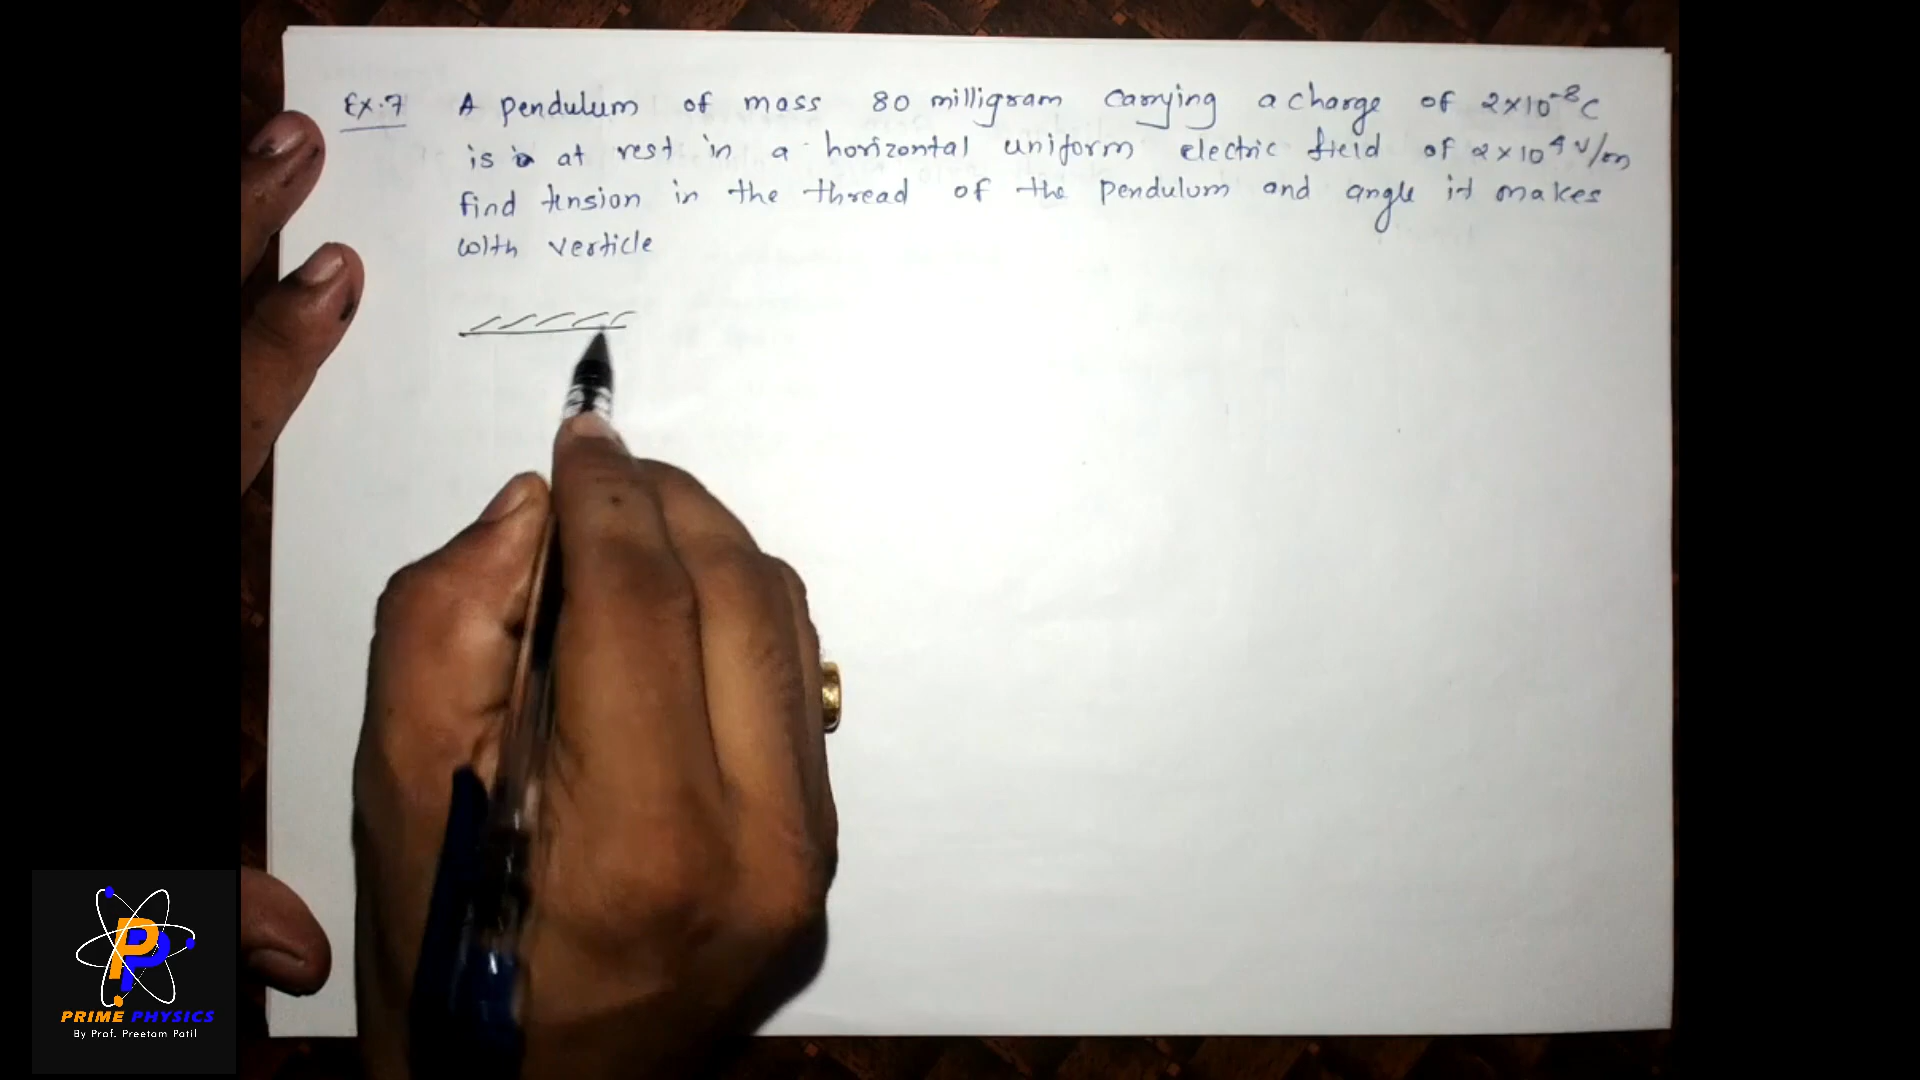 Ex.7 A pendulum of mass 80 milligram carrying a charge of 2×10⁻⁸C
is at rest in a horizontal uniform electric field of 2×10⁴ V/m
find tension in the thread of the pendulum and angle it makes
with verticle
PRIME PHYSICS
By Prof. Preetam Patil